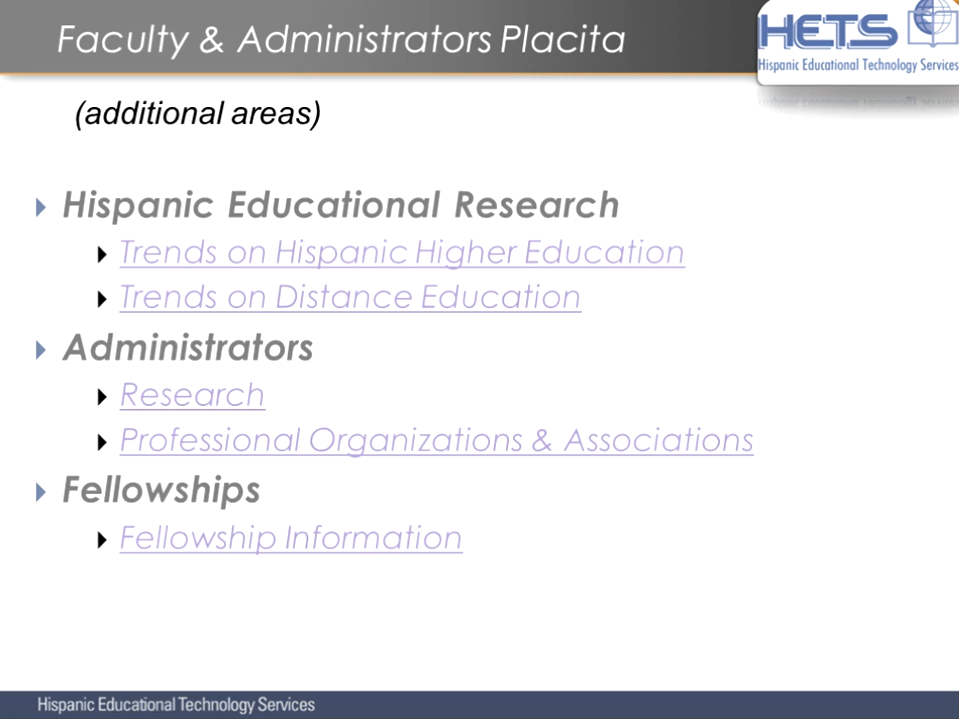 Faculty & Administrators Placita
HETS
Hispanic Educational Technology Services
(additional areas)
Hispanic Educational Research
Trends on Hispanic Higher Education
Trends on Distance Education
Administrators
Research
Professional Organizations & Associations
Fellowships
Fellowship Information
Hispanic Educational Technology Services